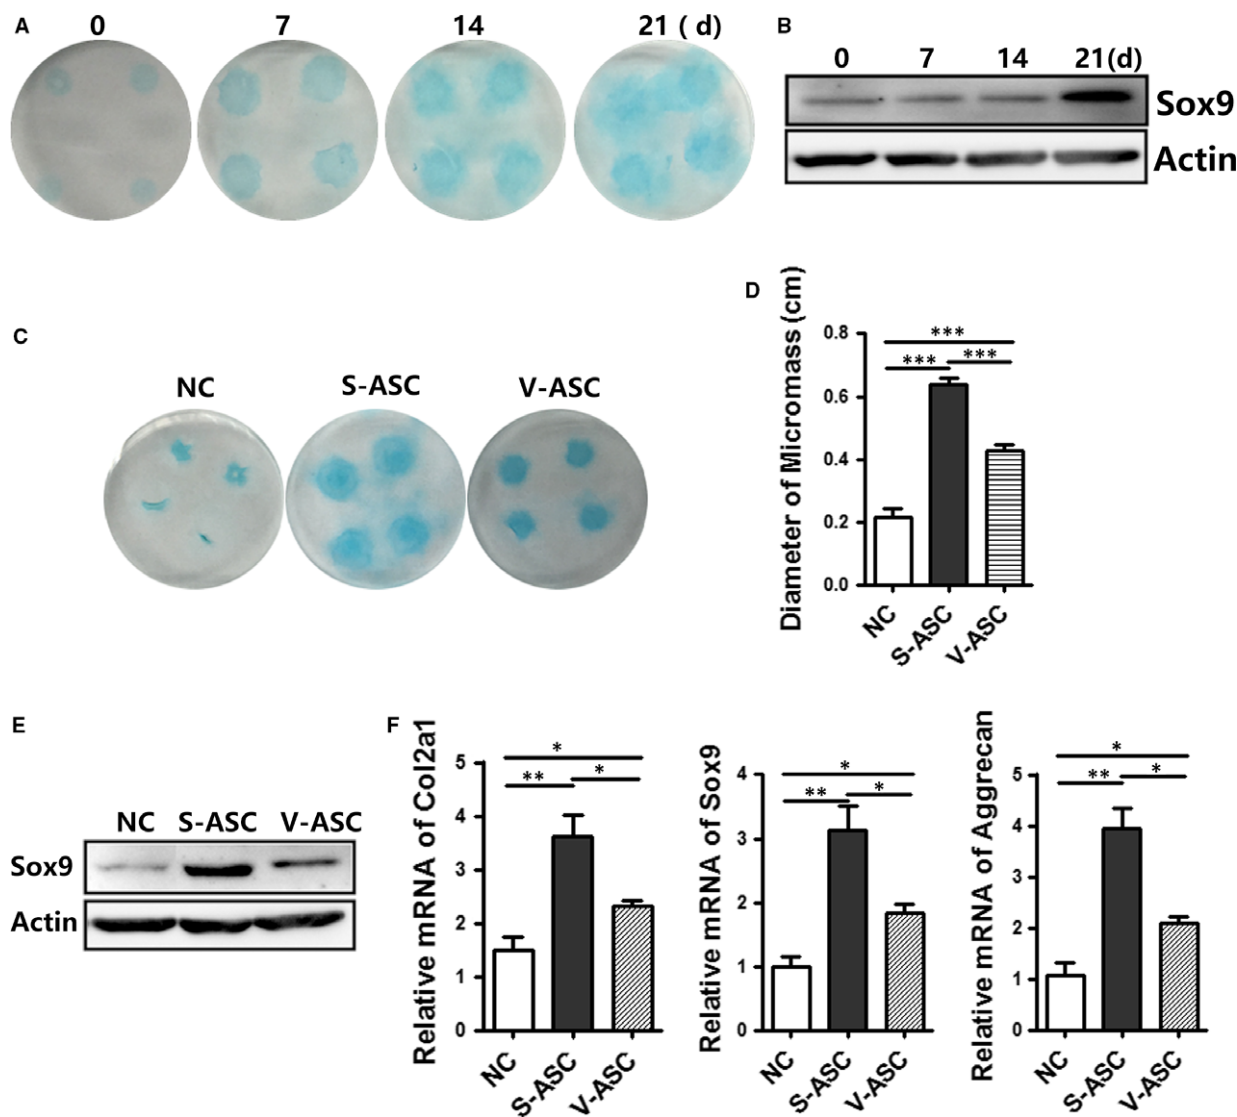 A
0 7 14 21 ( d)
B
0 7 14 21(d)
Sox9
Actin
C
NC S-ASC V-ASC
D
Diameter of Micromass (cm)
0.8
0.6
0.4
0.2
0.0
***
*** ***
NC S-ASC V-ASC
E
NC S-ASC V-ASC
Sox9
Actin
F
Relative mRNA of Col2a1
5
4
3
2
1
0
*
** *
NC S-ASC V-ASC
Relative mRNA of Sox9
4
3
2
1
0
*
** *
NC S-ASC V-ASC
Relative mRNA of Aggrecan
5
4
3
2
1
0
*
** *
NC S-ASC V-ASC